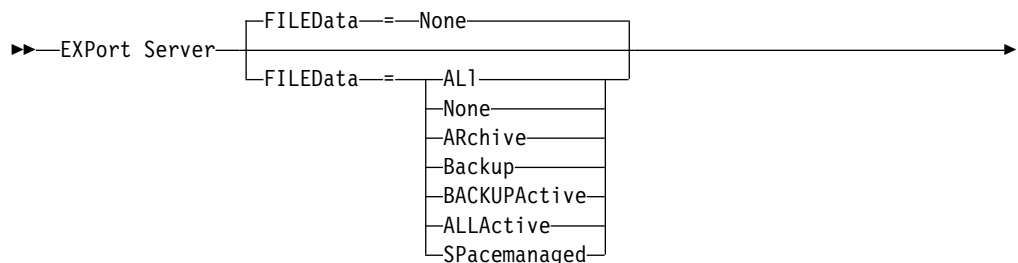 FILEData = None
EXPort Server
FILEData = ALl
None
ARchive
Backup
BACKUPActive
ALLActive
SPacemanaged